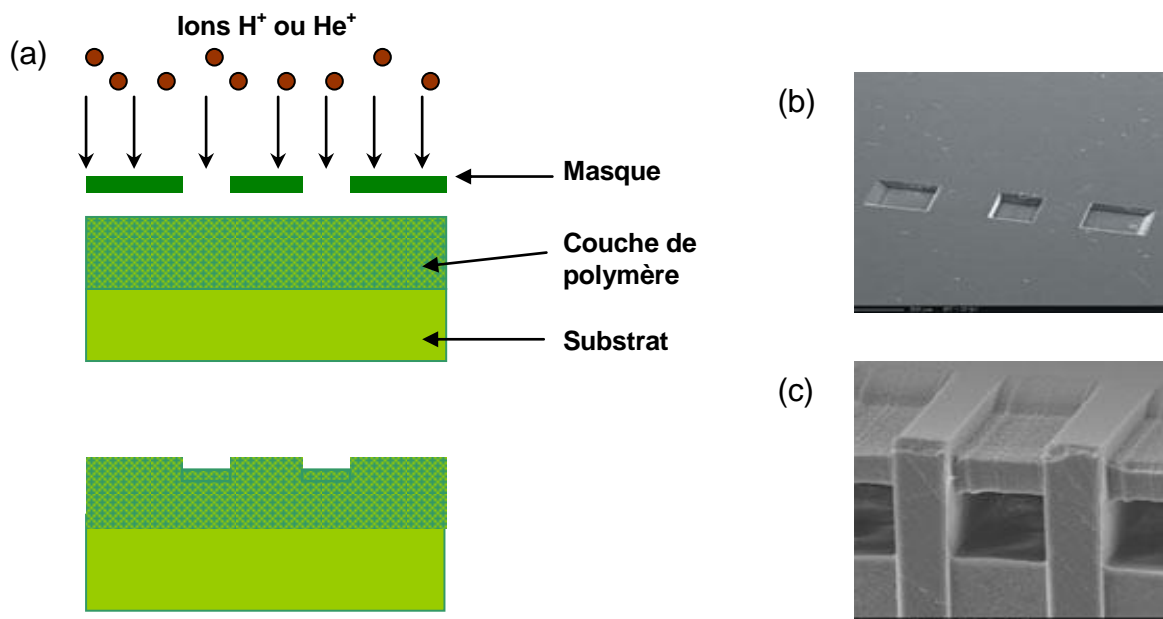 Ions H⁺ ou He⁺
(a)
Masque
Couche de
polymère
Substrat
(b)
(c)